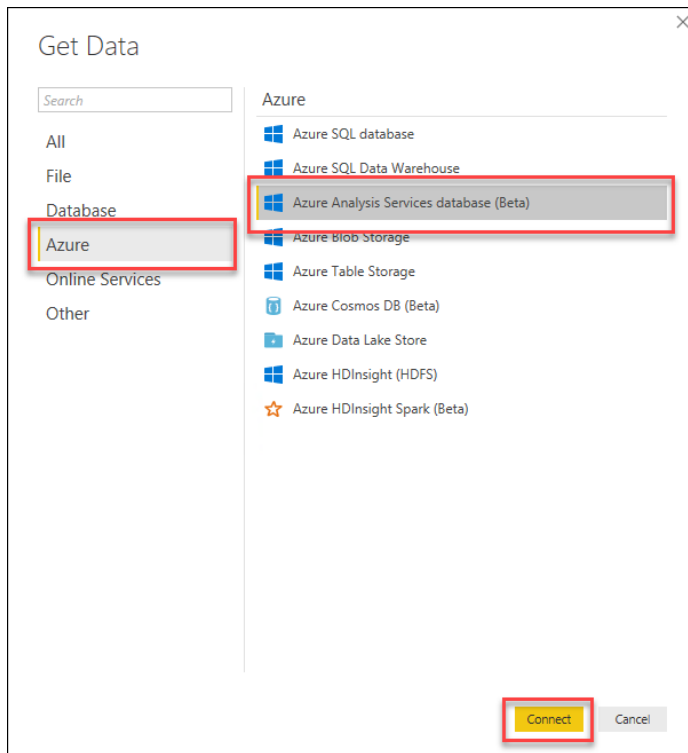 Get Data
Search
All
File
Database
Azure
Online Services
Other
Azure
Azure SQL database
Azure SQL Data Warehouse
Azure Analysis Services database (Beta)
Azure Blob Storage
Azure Table Storage
Azure Cosmos DB (Beta)
Azure Data Lake Store
Azure HDInsight (HDFS)
Azure HDInsight Spark (Beta)
Connect
Cancel